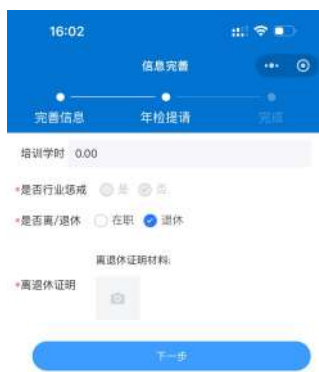 16:02
信息完善
完善信息 年检提请 完成
培训学时 0.00
*是否行业惩戒 是 否
*是否离/退休 在职 退休
离退休证明材料:
*离退休证明
下一步